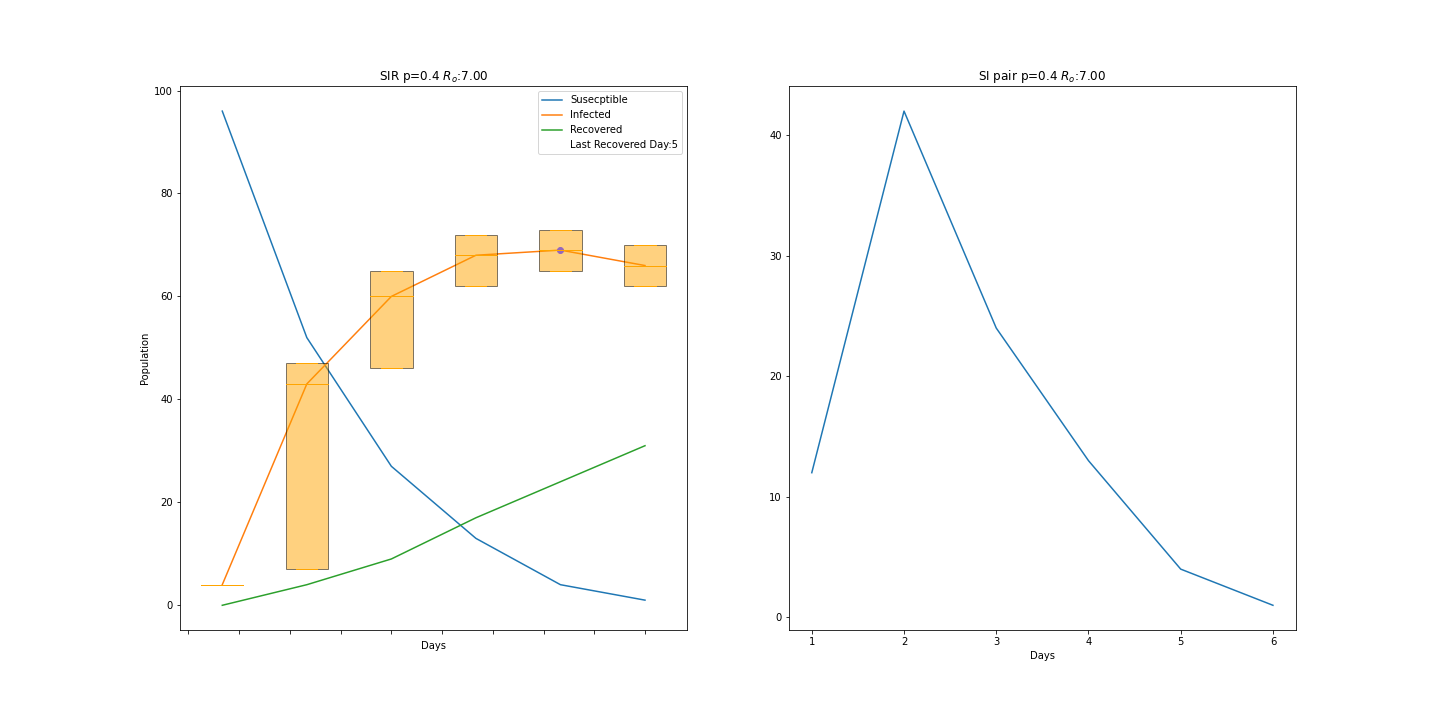 SIR p=0.4 Ro:7.00
100
80
60
40
20
0
Population
Days
Susecptible
Infected
Recovered
Last Recovered Day:5
SI pair p=0.4 Ro:7.00
40
30
20
10
0
1 2 3 4 5 6
Days